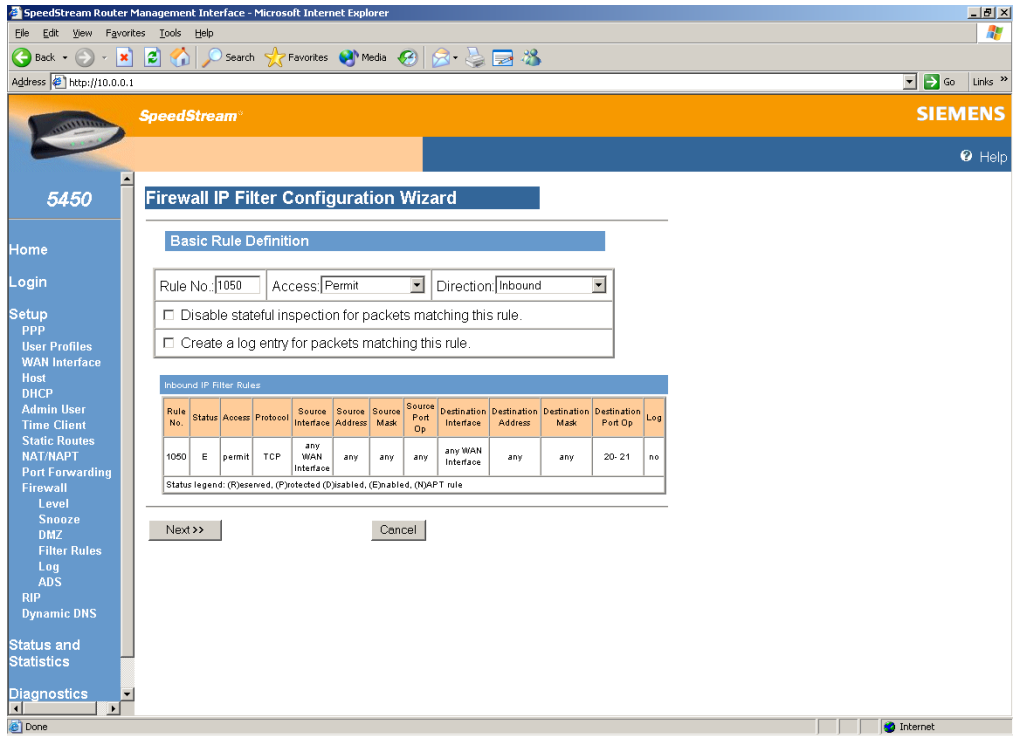 SpeedStream Router Management Interface - Microsoft Internet Explorer
File Edit View Favorites Tools Help
Back Search Favorites Media
Address http://10.0.0.1 Go Links »
SpeedStream
SIEMENS
Help
5450
Home
Login
Setup
PPP
User Profiles
WAN Interface
Host
DHCP
Admin User
Time Client
Static Routes
NAT/NAPT
Port Forwarding
Firewall
Level
Snooze
DMZ
Filter Rules
Log
ADS
RIP
Dynamic DNS
Status and
Statistics
Diagnostics
Firewall IP Filter Configuration Wizard
Basic Rule Definition
Rule No.: 1050 Access: Permit Direction: Inbound
Disable stateful inspection for packets matching this rule.
Create a log entry for packets matching this rule.
Inbound IP Filter Rules
Rule No. Status Access Protocol Source Interface Source Address Source Mask Source Port Op Destination Interface Destination Address Destination Mask Destination Port Op Log
1050 E permit TCP any WAN Interface any any any any WAN Interface any any 20- 21 no
Status legend: (R)eserved, (P)rotected (D)isabled, (E)nabled, (N)APT rule
Next >> Cancel
Done Internet